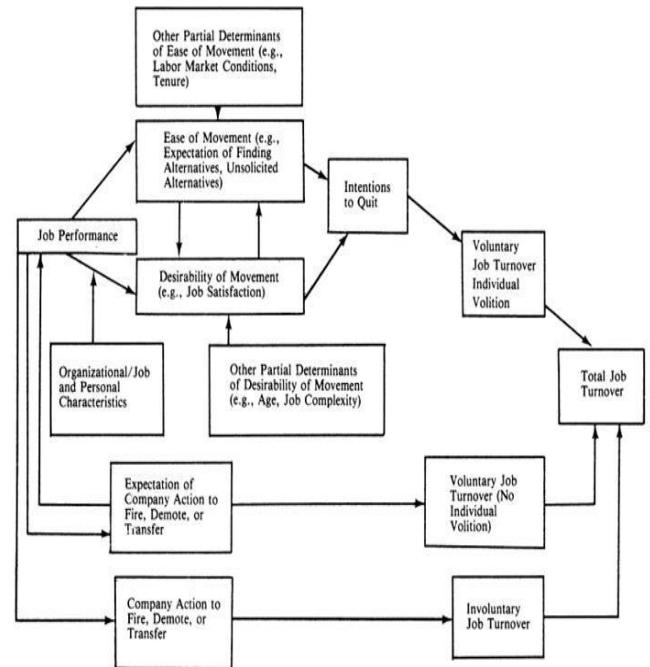 Other Partial Determinants
of Ease of Movement (e.g.,
Labor Market Conditions,
Tenure)
Ease of Movement (e.g.,
Expectation of Finding
Alternatives, Unsolicited
Alternatives)
Intentions
to Quit
Job Performance
Voluntary
Job Turnover
Individual
Volition
Desirability of Movement
(e.g., Job Satisfaction)
Organizational/Job
and Personal
Characteristics
Other Partial Determinants
of Desirability of Movement
(e.g., Age, Job Complexity)
Total Job
Turnover
Expectation of
Company Action to
Fire, Demote, or
Transfer
Voluntary Job
Turnover (No
Individual
Volition)
Company Action to
Fire, Demote, or
Transfer
Involuntary
Job Turnover